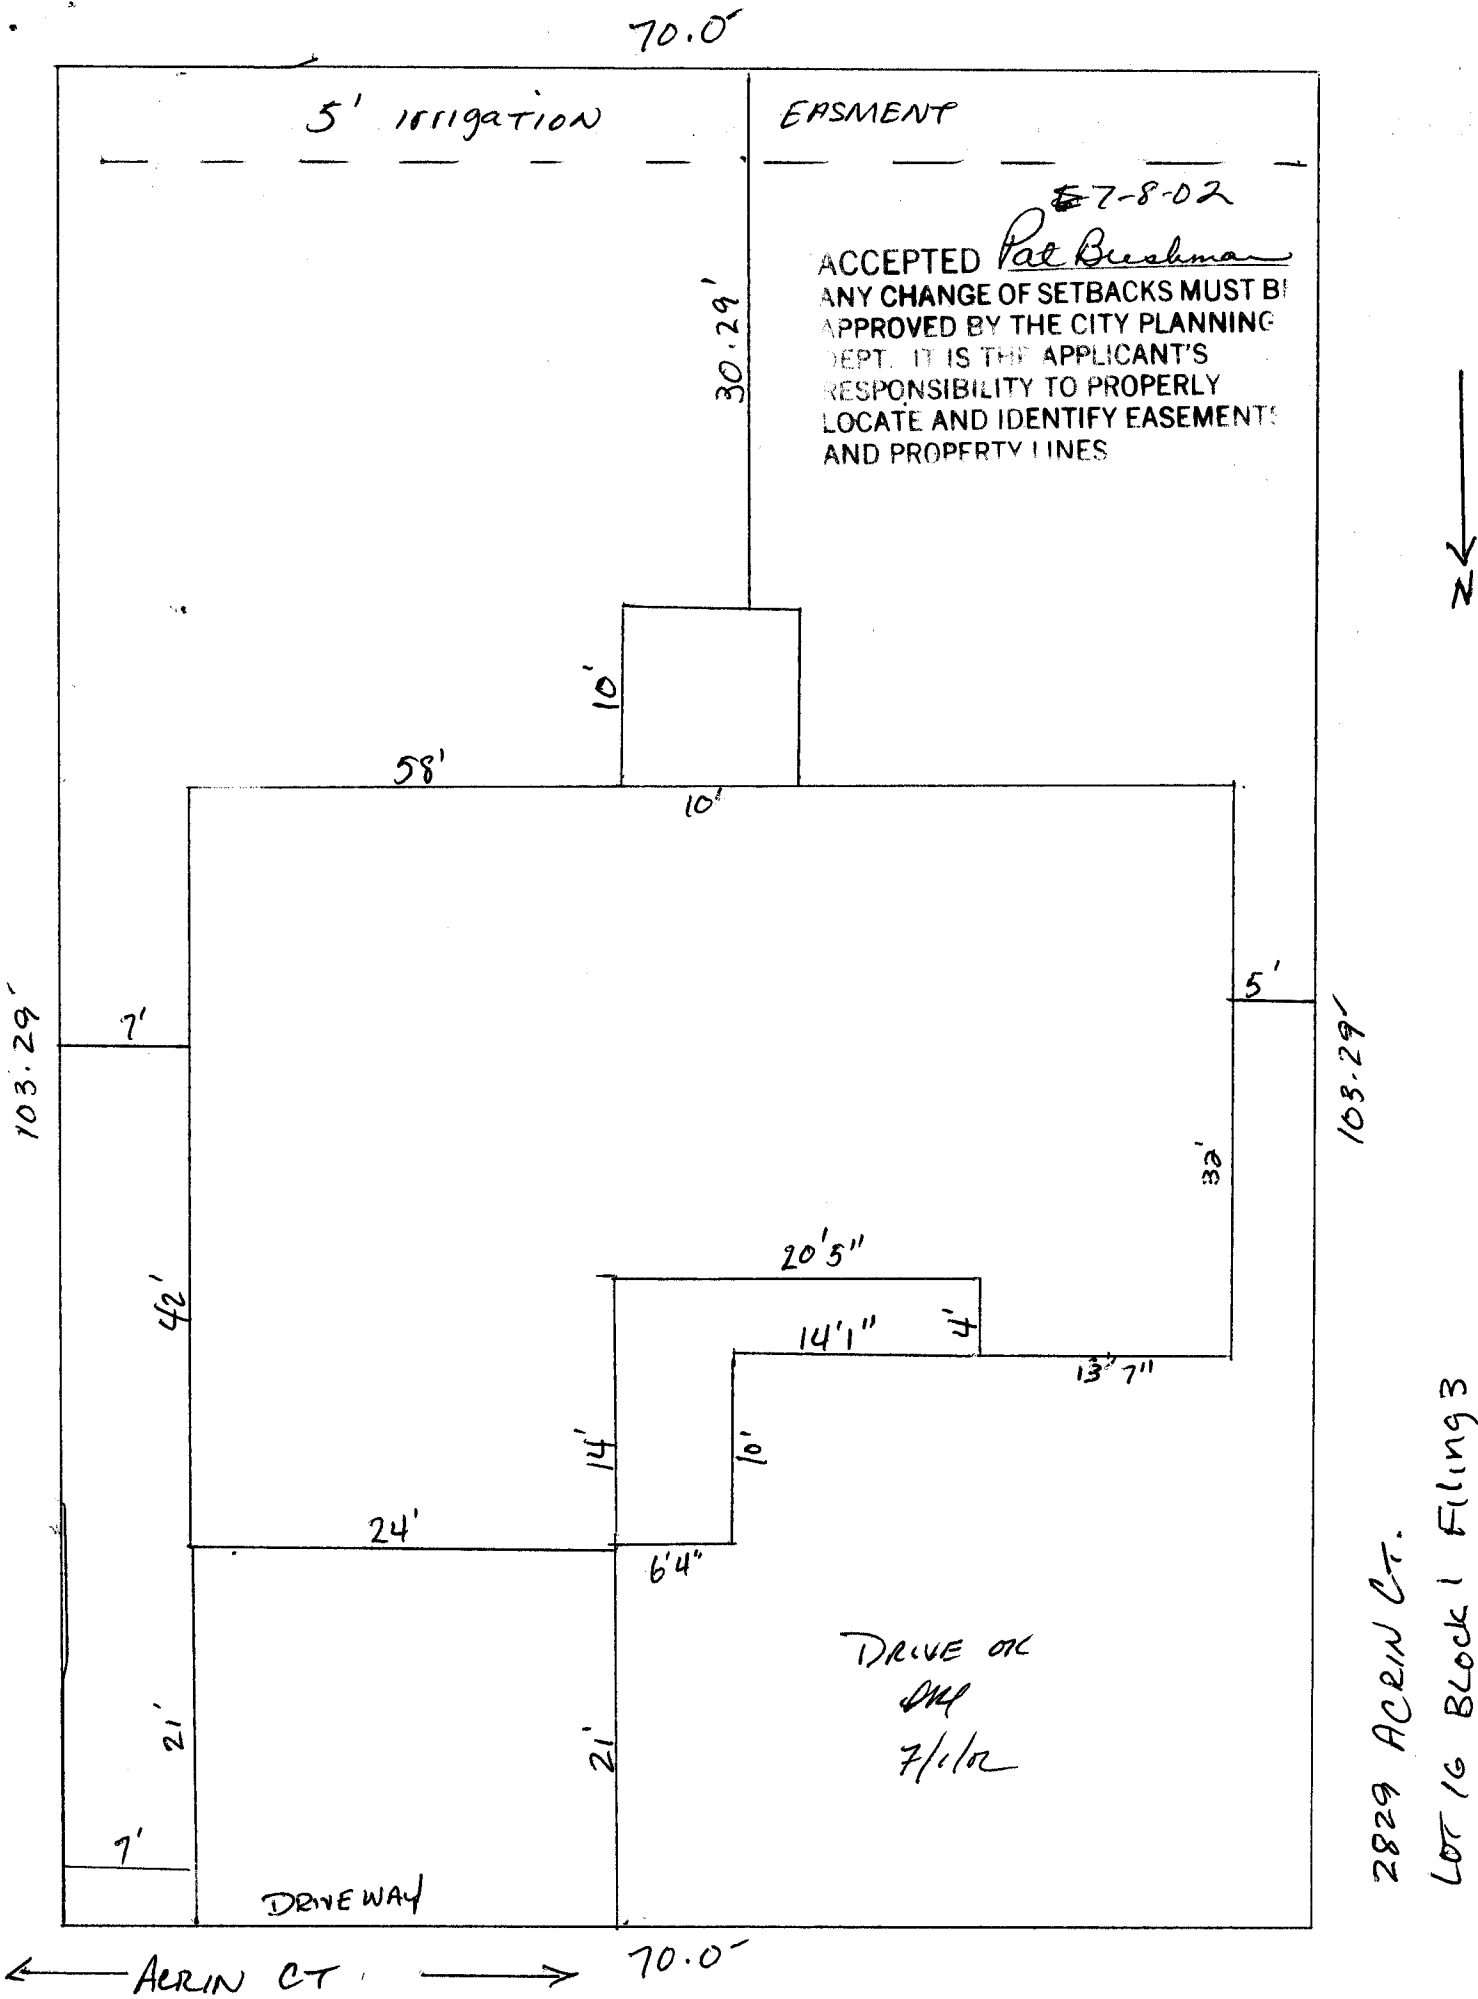 70.0'
5' irrigation EASMENT
7-8-02
ACCEPTED Pat Bushman
ANY CHANGE OF SETBACKS MUST BE
APPROVED BY THE CITY PLANNING
DEPT. IT IS THE APPLICANT'S
RESPONSIBILITY TO PROPERLY
LOCATE AND IDENTIFY EASEMENTS
AND PROPERTY LINES
30.29'
N
10'
58'
10'
5'
7'
103.29'
103.29'
32'
20'5"
42'
4'
14'1"
13'7"
14'
10'
24'
6'4"
DRIVE OK
7/1/02
21'
21'
7'
DRIVEWAY
2829 ACRIN CT.
LOT 16 BLOCK 1 Filing 3
ACRIN CT.
70.0'